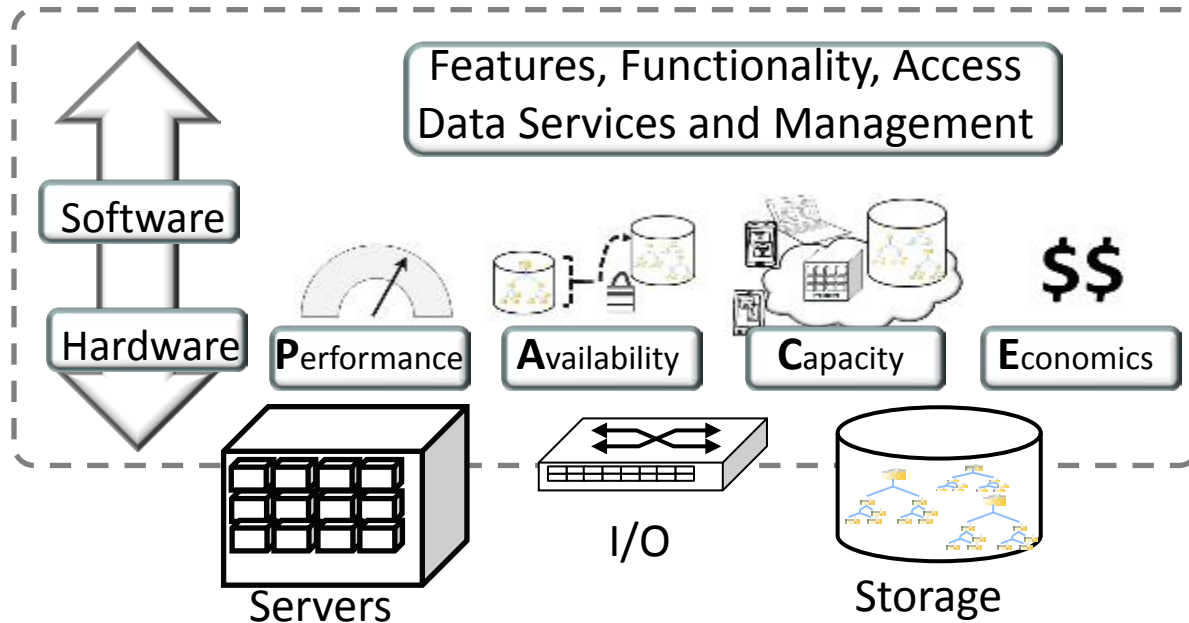 Features, Functionality, Access
Data Services and Management
Software
Hardware
$$
Performance
Availability
Capacity
Economics
Servers
I/O
Storage